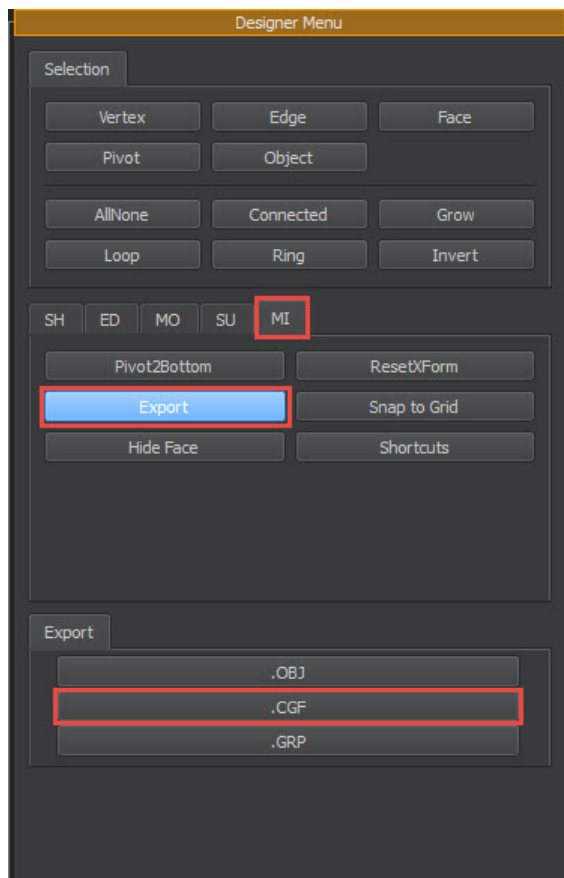 Designer Menu
Selection
Vertex Edge Face
Pivot Object
AllNone Connected Grow
Loop Ring Invert
SH ED MO SU MI
Pivot2Bottom ResetXForm
Export Snap to Grid
Hide Face Shortcuts
Export
.OBJ
.CGF
.GRP